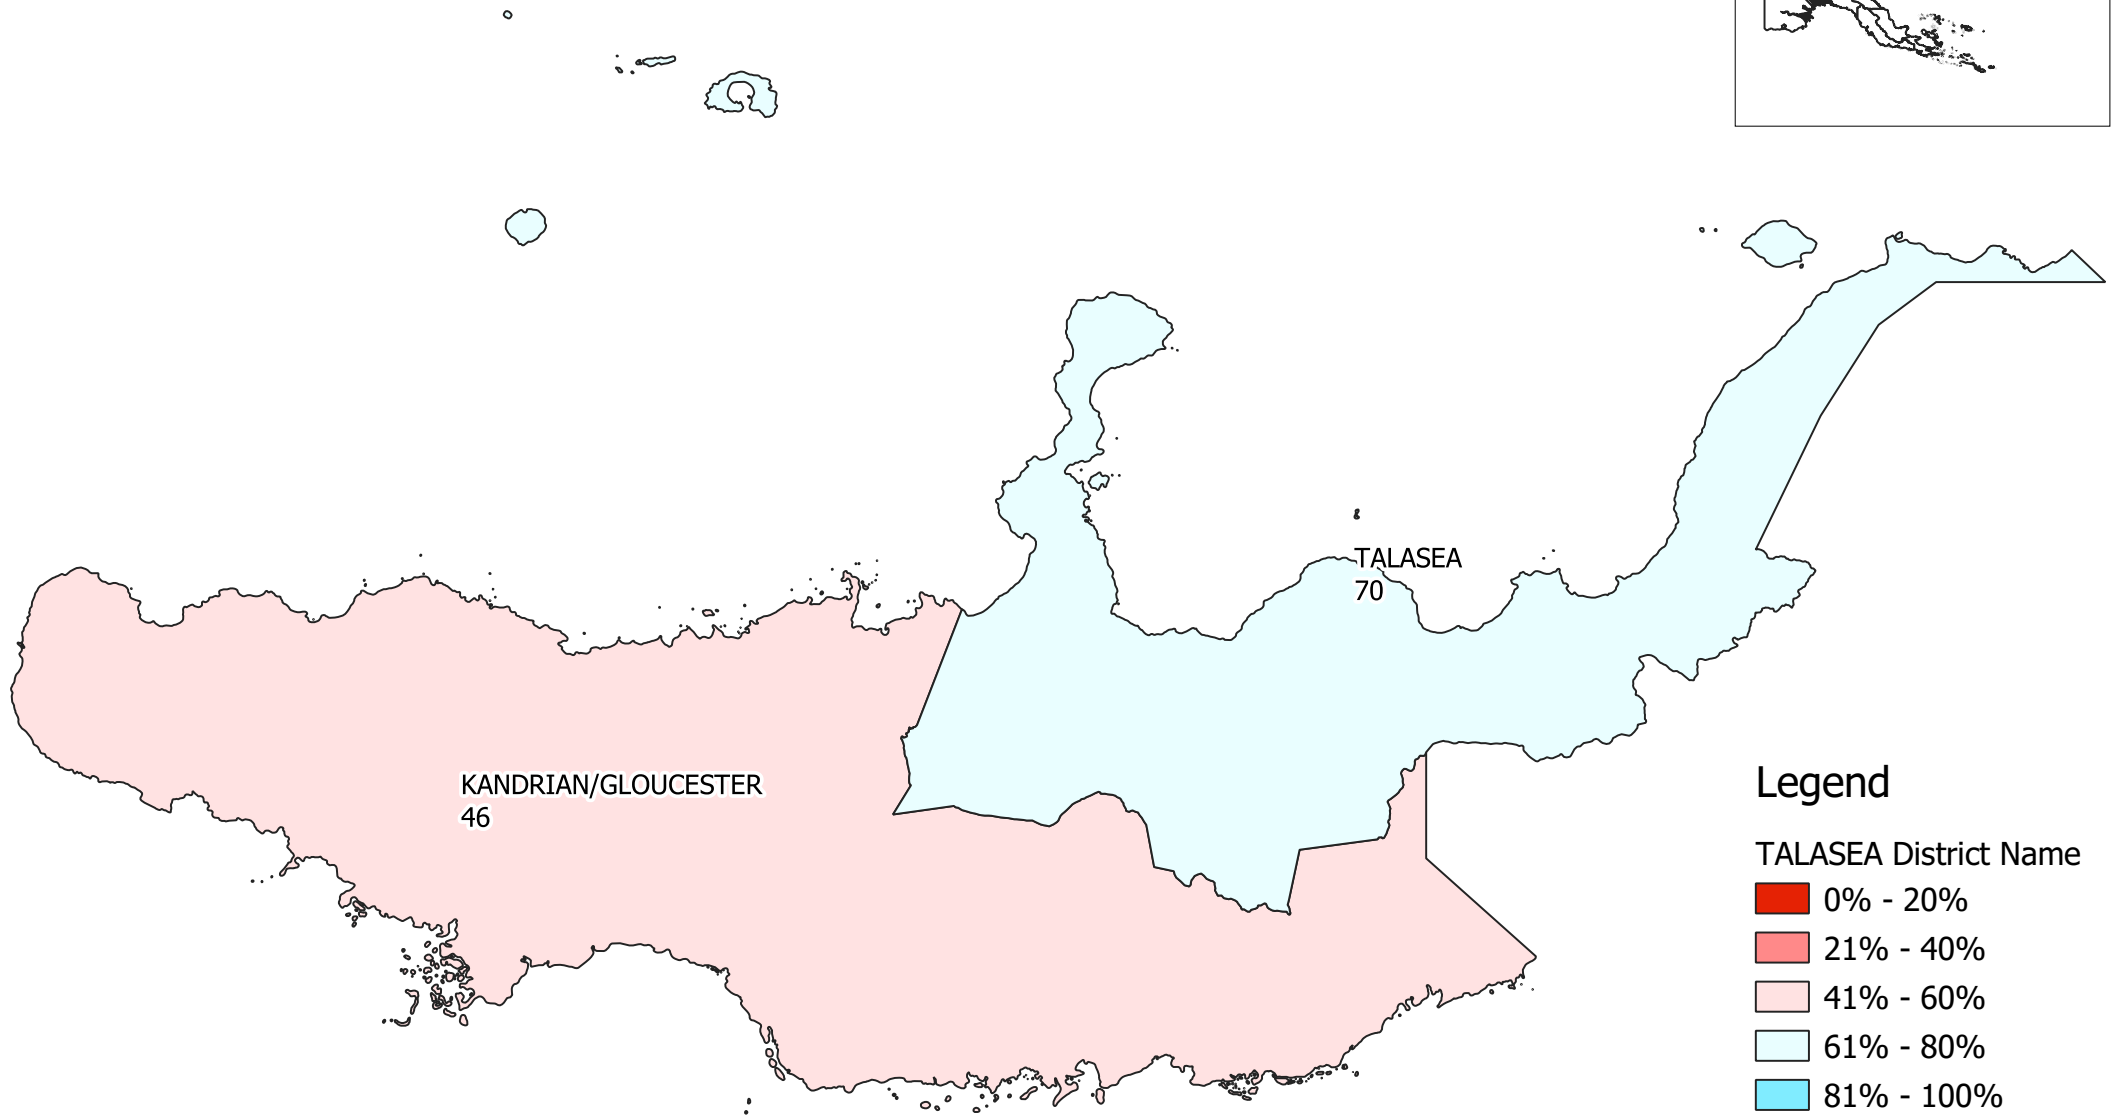 TALASEA
70
KANDRIAN/GLOUCESTER
46
Legend
TALASEA District Name
0% - 20%
21% - 40%
41% - 60%
61% - 80%
81% - 100%